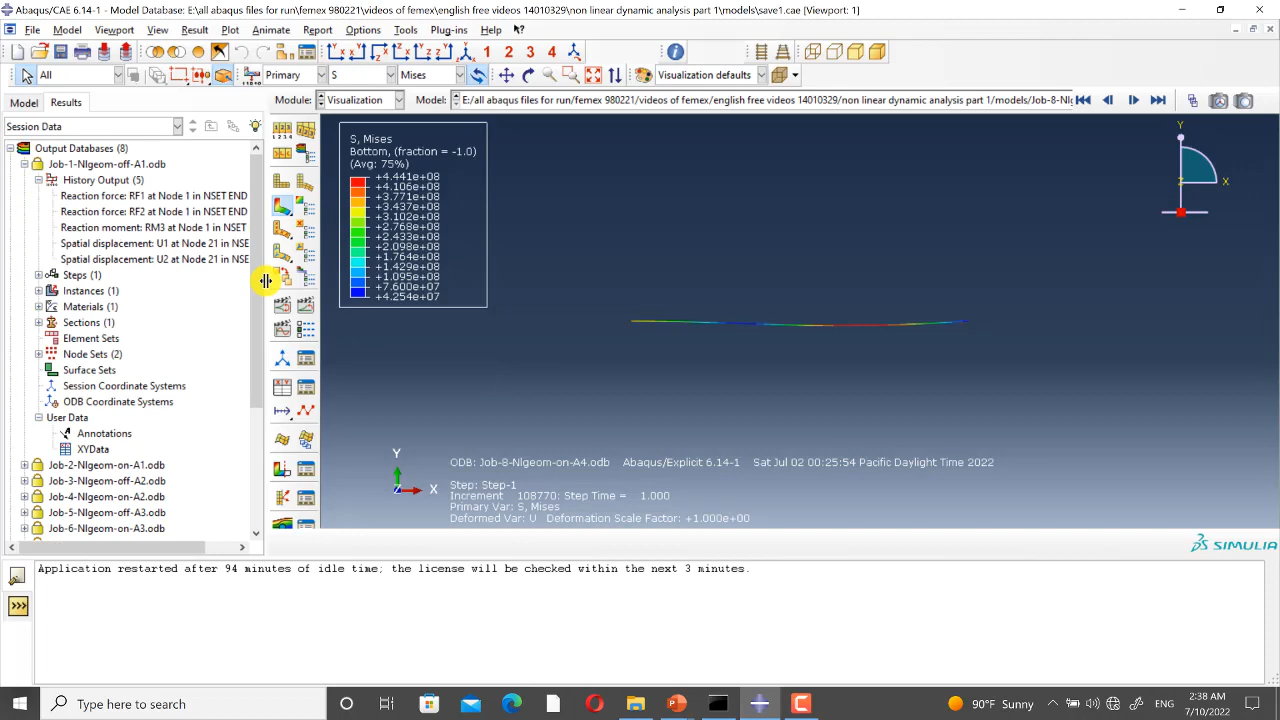 Abaqus/CAE 6.14-1 - Model Database: E:\all abaqus files for run\femex 980221\videos of femex\english free videos 14010329\non linear dynamic analysis part 1\models\save1.cae [Viewport: 1]
File Model Viewport View Result Plot Animate Report Options Tools Plug-ins Help
1 2 3 4
All Primary S Mises Visualization defaults
Model Results Module: Visualization Model: E:/all abaqus files for run/femex 980221/videos of femex/english free videos 14010329/non linear dynamic analysis part 1/models/Job-8-Nlg
Session Data
Output Databases (8)
Job-1-Nlgeom-off-A1.odb
History Output (5)
Reaction force: RF1 at Node 1 in NSET END
Reaction force: RF2 at Node 1 in NSET END
Reaction moment: RM3 at Node 1 in NSET
Spatial displacement: U1 at Node 21 in NSE
Spatial displacement: U2 at Node 21 in NSE
Steps (1)
Instances (1)
Materials (1)
Sections (1)
Element Sets
Node Sets (2)
Surface Sets
Session Coordinate Systems
ODB Coordinate Systems
User Data
Annotations
XYData
Job-2-Nlgeom-on-A1.odb
Job-3-Nlgeom-off-A2.odb
Job-4-Nlgeom-on-A2.odb
Job-5-Nlgeom-off-A3.odb
Job-6-Nlgeom-on-A3.odb
S, Mises
Bottom, (fraction = -1.0)
(Avg: 75%)
+4.441e+08
+4.106e+08
+3.771e+08
+3.437e+08
+3.102e+08
+2.768e+08
+2.433e+08
+2.098e+08
+1.764e+08
+1.429e+08
+1.095e+08
+7.600e+07
+4.254e+07
Y
X
Z
Y
Z
X
ODB: Job-8-Nlgeom-on-A4.odb Abaqus/Explicit 6.14-1 Sat Jul 02 00:25:54 Pacific Daylight Time 2022
Step: Step-1
Increment 108770: Step Time = 1.000
Primary Var: S, Mises
Deformed Var: U Deformation Scale Factor: +1.000e+00
SIMULIA
Application restarted after 94 minutes of idle time; the license will be checked within the next 3 minutes.
>>>
Type here to search
90°F Sunny
ENG
2:38 AM
7/10/2022